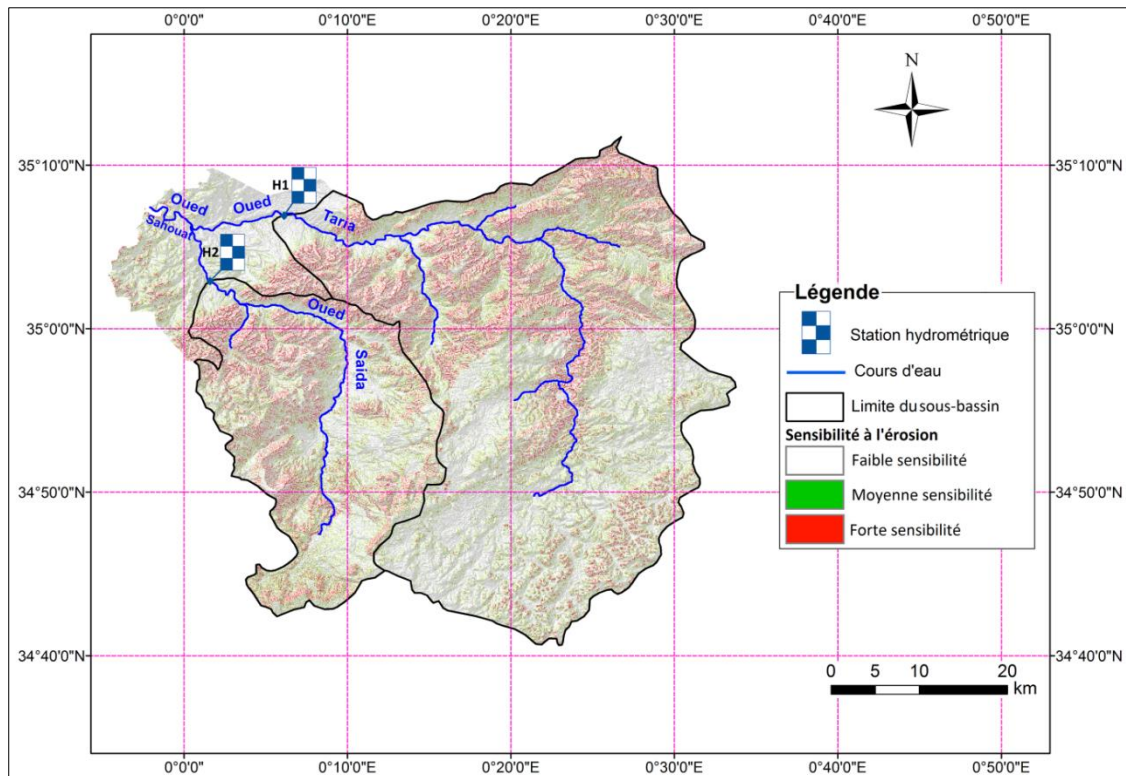 0°0'0"E 0°10'0"E 0°20'0"E 0°30'0"E 0°40'0"E 0°50'0"E
N
35°10'0"N 35°10'0"N
H1
Oued Oued Taria
Sahouat
H2
Oued
Saida
35°0'0"N 35°0'0"N
34°50'0"N 34°50'0"N
34°40'0"N 34°40'0"N
Légende
Station hydrométrique
Cours d'eau
Limite du sous-bassin
Sensibilité à l'érosion
Faible sensibilité
Moyenne sensibilité
Forte sensibilité
0 5 10 20
km
0°0'0" 0°10'0"E 0°20'0"E 0°30'0"E 0°40'0"E 0°50'0"E